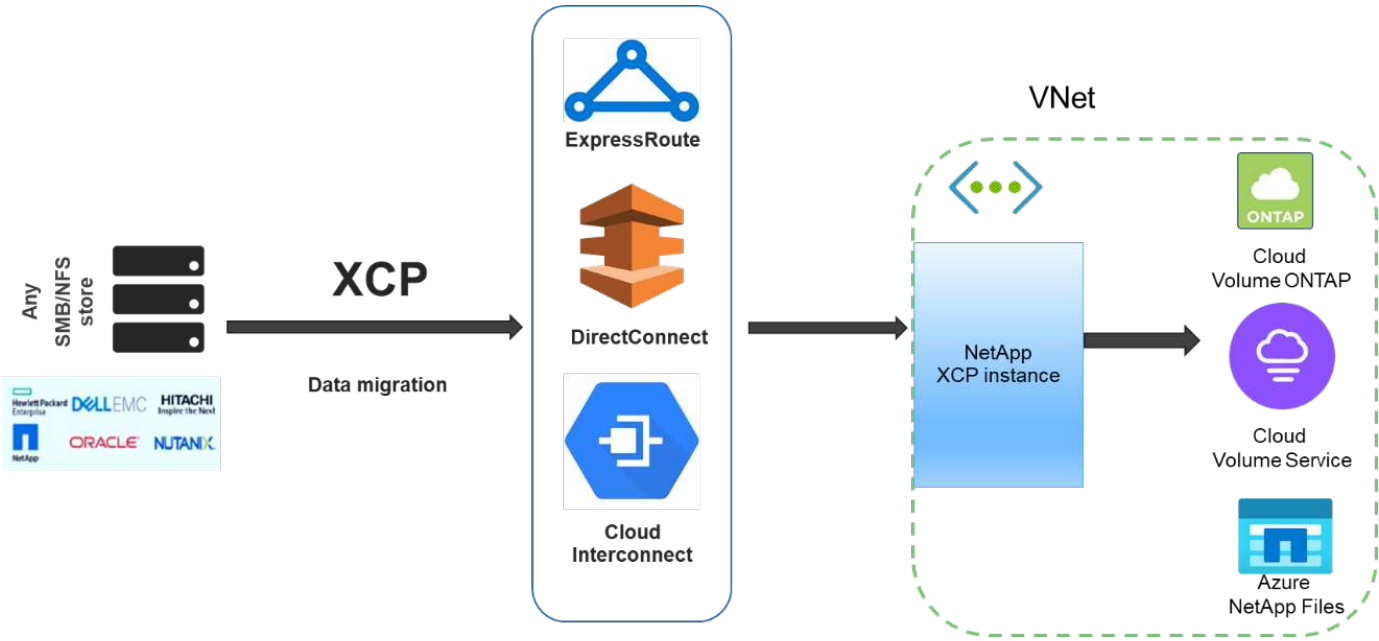 Any
SMB/NFS
store
Hewlett Packard
Enterprise
DELLEMC
HITACHI
Inspire the Next
NetApp
ORACLE
NUTANIX
XCP
Data migration
ExpressRoute
DirectConnect
Cloud
Interconnect
VNet
NetApp
XCP instance
ONTAP
Cloud
Volume ONTAP
Cloud
Volume Service
Azure
NetApp Files